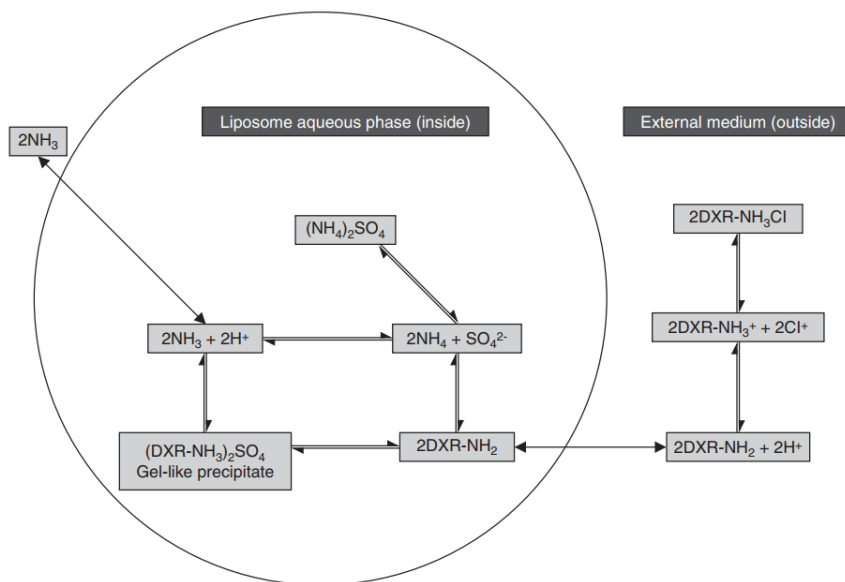 Liposome aqueous phase (inside)
External medium (outside)
2NH₃
(NH₄)₂SO₄
2DXR-NH₃Cl
2NH₃ + 2H⁺
2NH₄ + SO₄²⁻
2DXR-NH₃⁺ + 2Cl⁺
(DXR-NH₃)₂SO₄
Gel-like precipitate
2DXR-NH₂
2DXR-NH₂ + 2H⁺